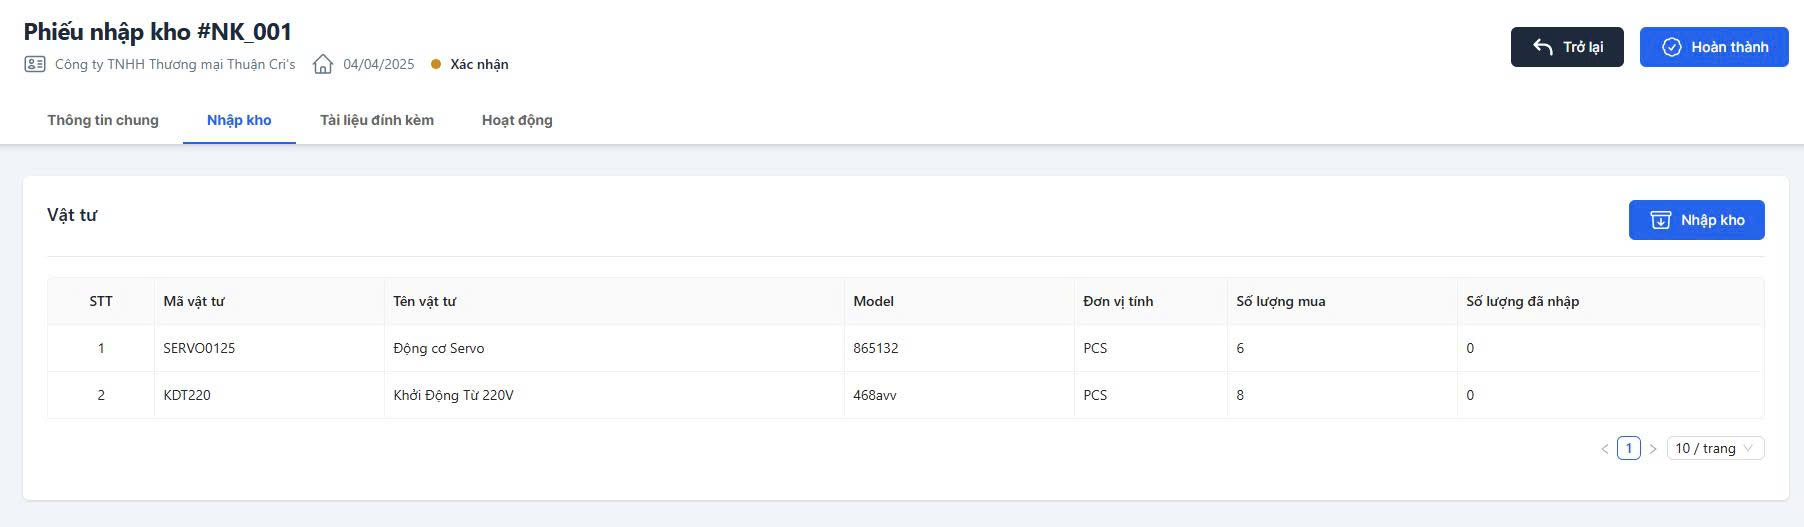 Phiếu nhập kho #NK_001
Công ty TNHH Thương mại Thuận Cri's 04/04/2025 Xác nhận
Trở lại Hoàn thành
Thông tin chung Nhập kho Tài liệu đính kèm Hoạt động
Vật tư
Nhập kho
STT Mã vật tư Tên vật tư Model Đơn vị tính Số lượng mua Số lượng đã nhập
1 SERVO0125 Động cơ Servo 865132 PCS 6 0
2 KDT220 Khởi Động Từ 220V 468avv PCS 8 0
< 1 > 10 / trang